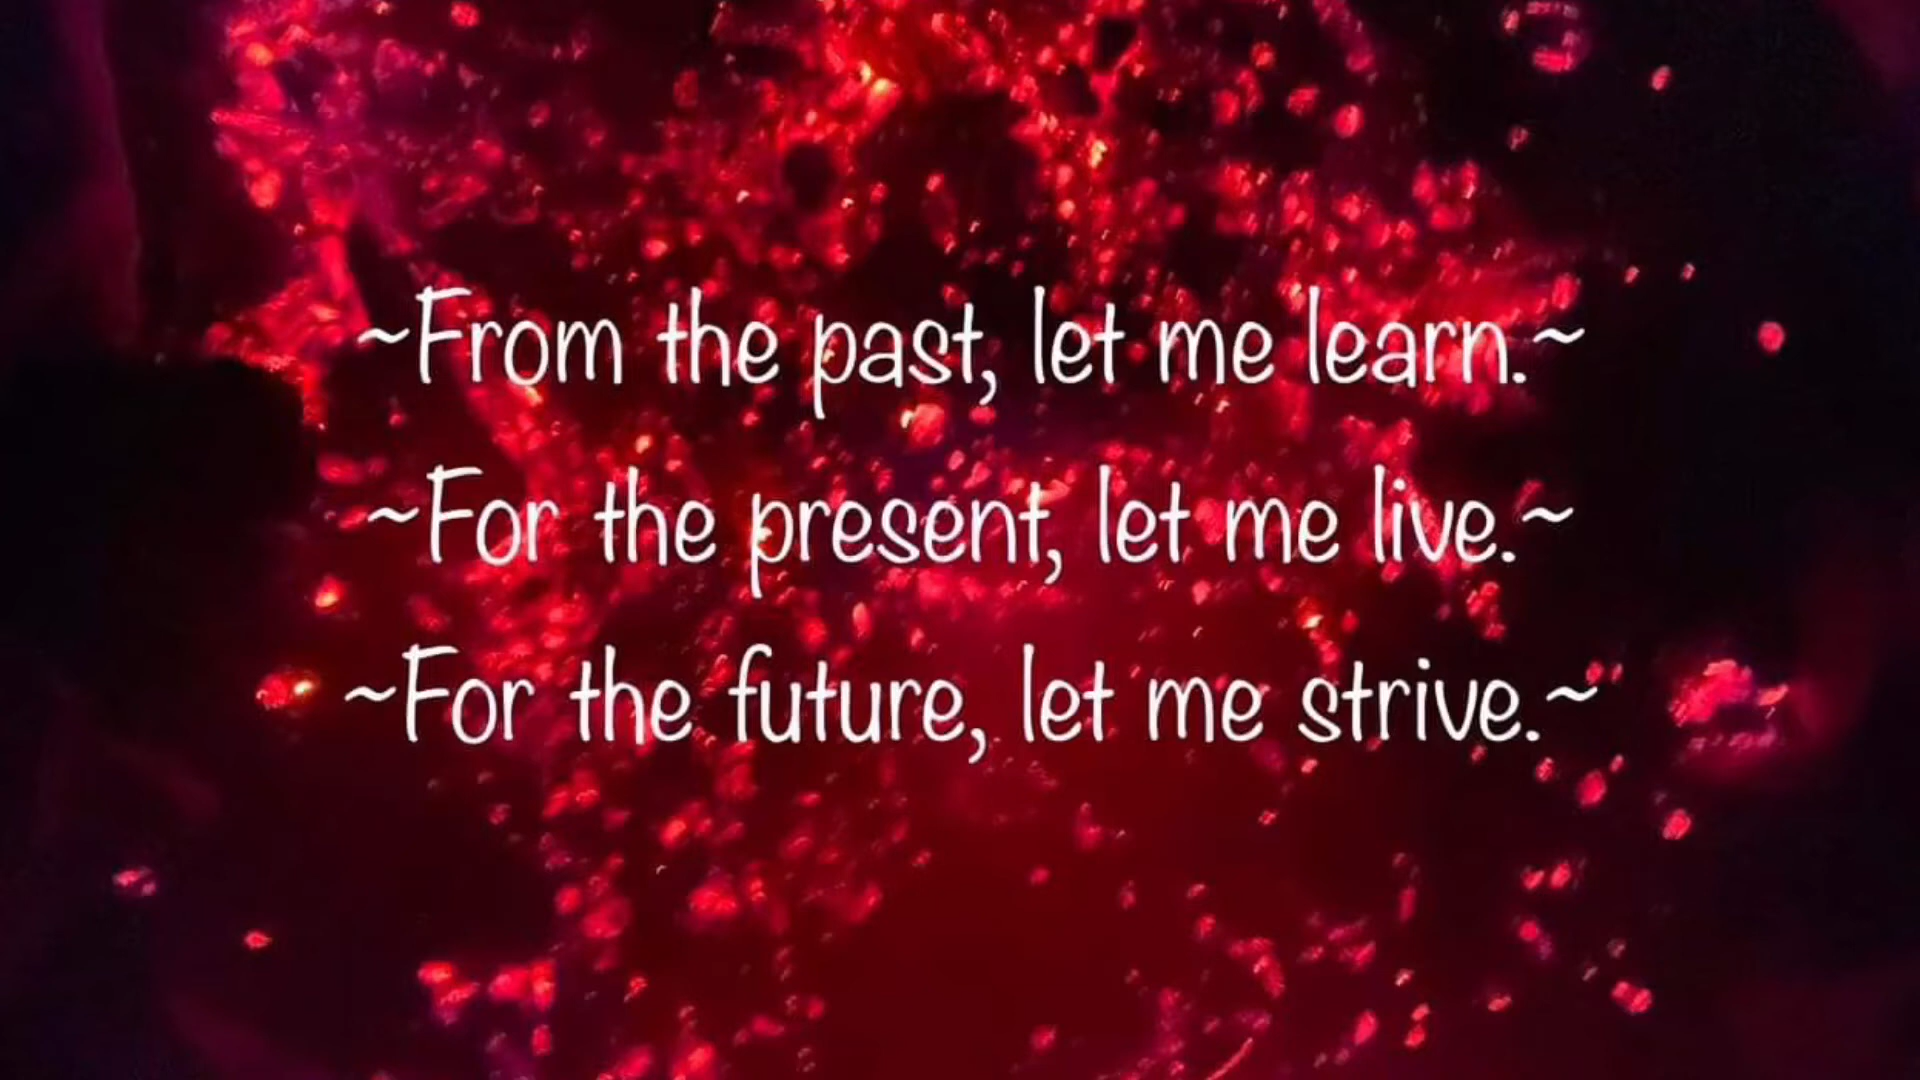 ~From the past, let me learn.~
~For the present, let me live.~
~For the future, let me strive.~